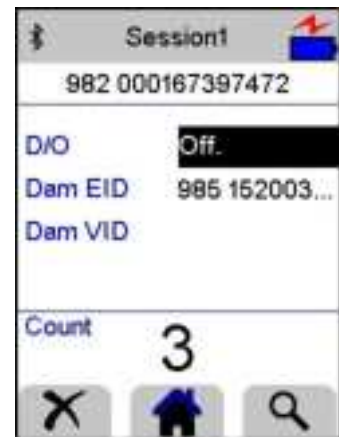 Session1
982 000167397472
D/O Off.
Dam EID 985 152003...
Dam VID
Count
3